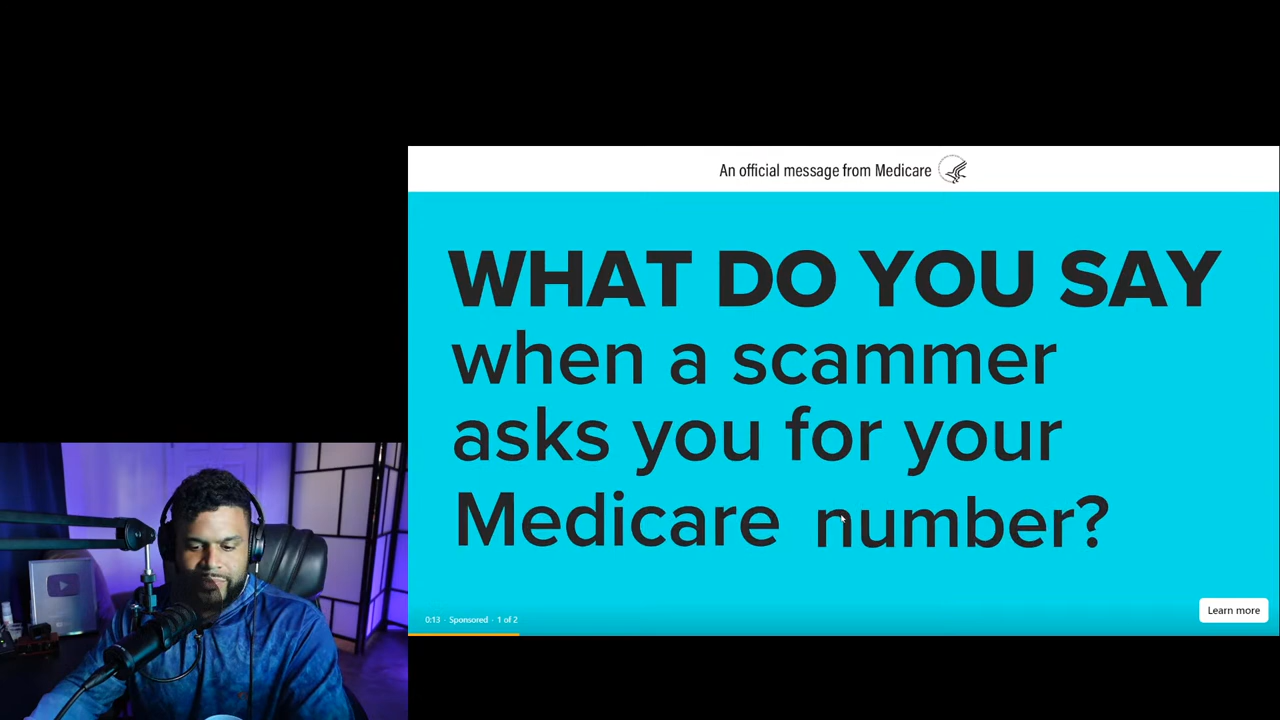 An official message from Medicare
WHAT DO YOU SAY
when a scammer
asks you for your
Medicare number?
0:13 · Sponsored · 1 of 2
Learn more